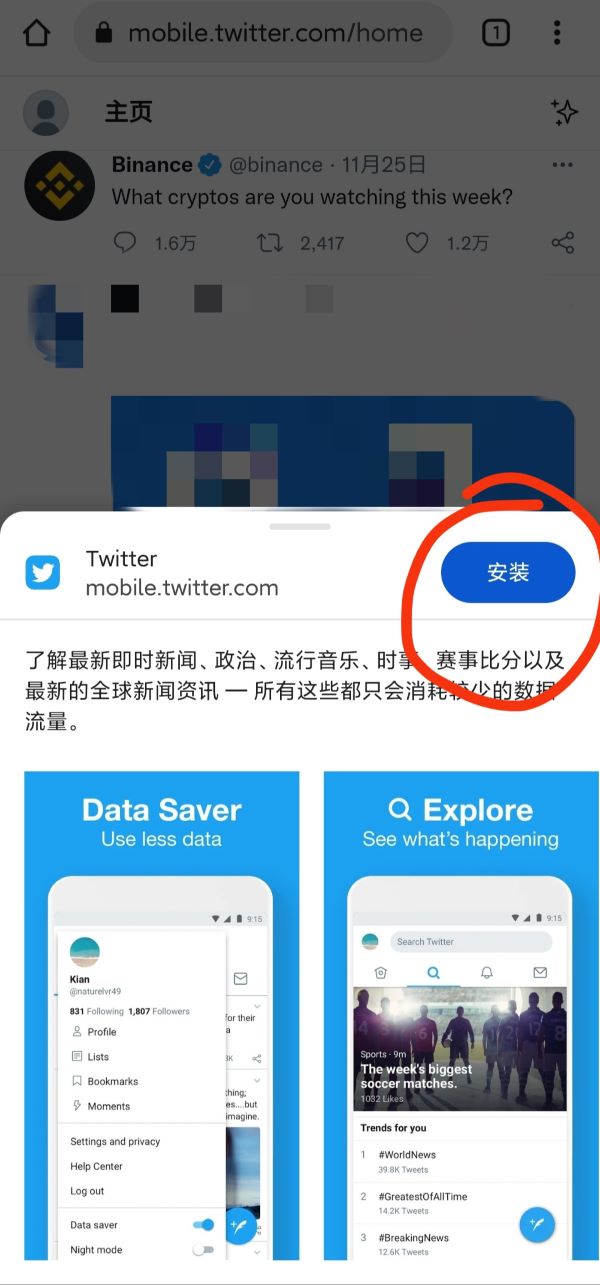 mobile.twitter.com/home
1
主页
Binance @binance · 11月25日
What cryptos are you watching this week?
1.6万 2,417 1.2万
Twitter
mobile.twitter.com
安装
了解最新即时新闻、政治、流行音乐、时事、赛事比分以及
最新的全球新闻资讯 — 所有这些都只会消耗较少的数据
流量。
Data Saver
Use less data
9:15
Kian
@naturelvr49
831 Following 1,807 Followers
Profile
Lists
Bookmarks
Moments
Settings and privacy
Help Center
Log out
Data saver
Night mode
for their
a
3K
thing;
es....but
imagine.
Explore
See what's happening
9:15
Search Twitter
Sports · 9m
The week's biggest
soccer matches.
1032 Likes
Trends for you
1 #WorldNews
39.8K Tweets
2 #GreatestOfAllTime
14.2K Tweets
3 #BreakingNews
12.6K Tweets